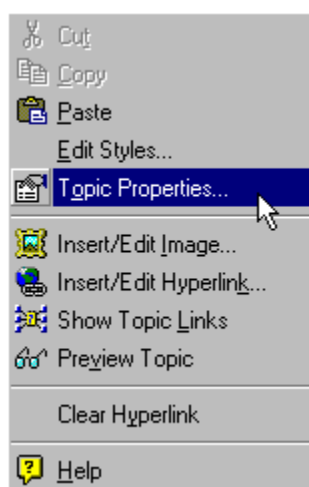 Cut
Copy
Paste
Edit Styles...
Topic Properties...
Insert/Edit Image...
Insert/Edit Hyperlink...
Show Topic Links
Preview Topic
Clear Hyperlink
Help